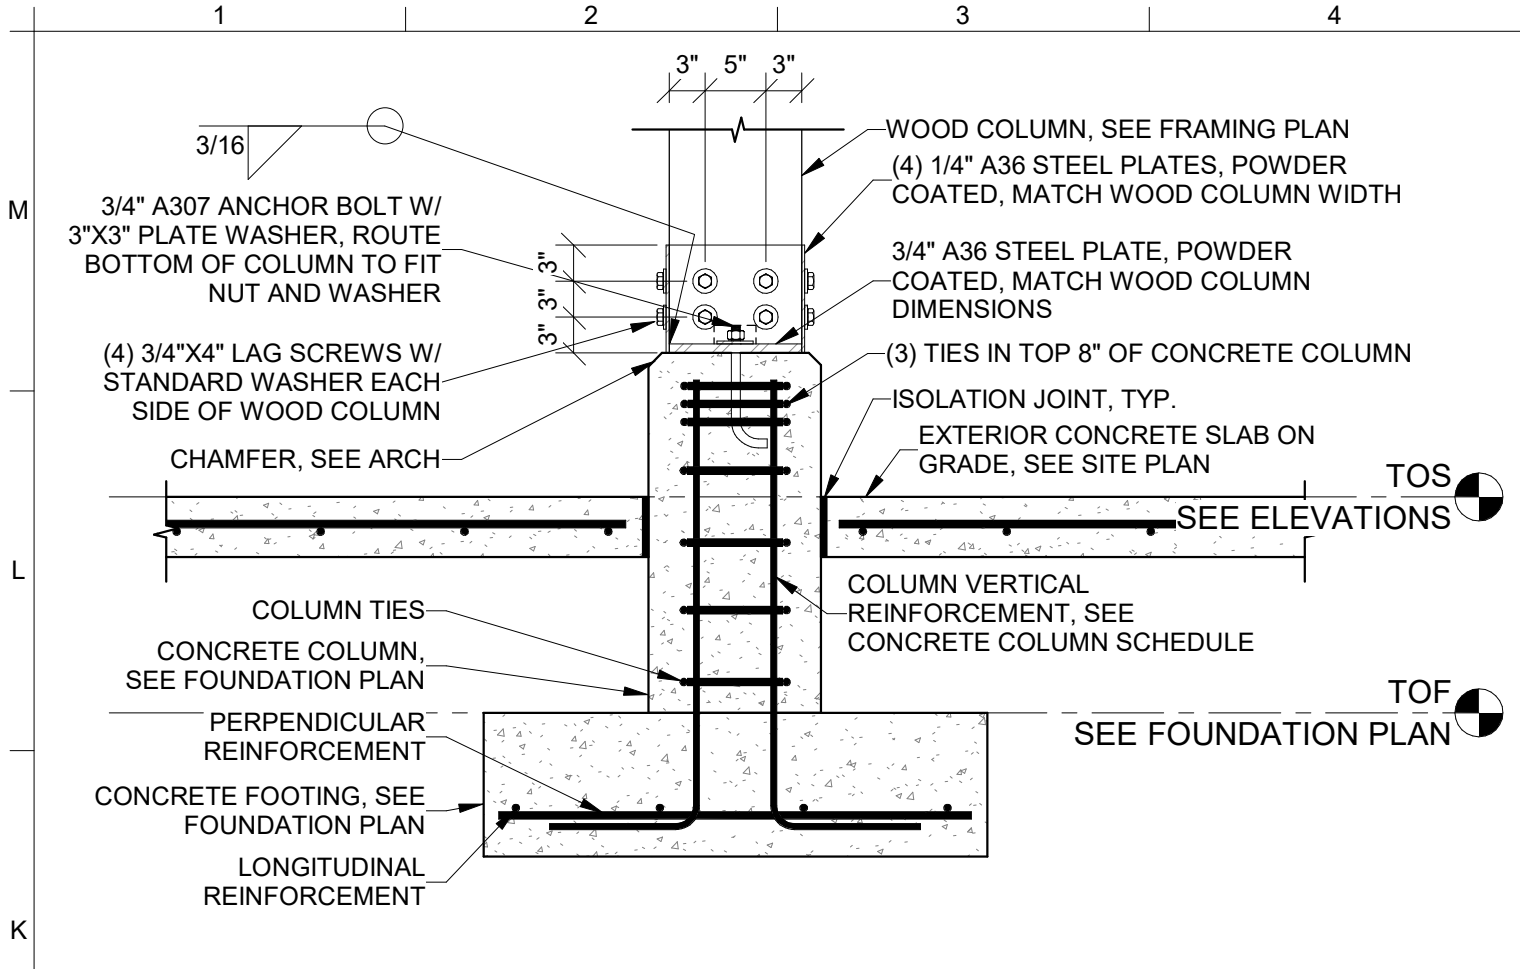 1 2 3 4
3" 5" 3"
3/16
WOOD COLUMN, SEE FRAMING PLAN
(4) 1/4" A36 STEEL PLATES, POWDER
COATED, MATCH WOOD COLUMN WIDTH
M
3/4" A307 ANCHOR BOLT W/
3"X3" PLATE WASHER, ROUTE
BOTTOM OF COLUMN TO FIT
NUT AND WASHER
3"
3"
3"
3/4" A36 STEEL PLATE, POWDER
COATED, MATCH WOOD COLUMN
DIMENSIONS
(4) 3/4"X4" LAG SCREWS W/
STANDARD WASHER EACH
SIDE OF WOOD COLUMN
(3) TIES IN TOP 8" OF CONCRETE COLUMN
ISOLATION JOINT, TYP.
CHAMFER, SEE ARCH
EXTERIOR CONCRETE SLAB ON
GRADE, SEE SITE PLAN
TOS
SEE ELEVATIONS
L
COLUMN TIES
COLUMN VERTICAL
REINFORCEMENT, SEE
CONCRETE COLUMN SCHEDULE
CONCRETE COLUMN,
SEE FOUNDATION PLAN
TOF
SEE FOUNDATION PLAN
PERPENDICULAR
REINFORCEMENT
CONCRETE FOOTING, SEE
FOUNDATION PLAN
LONGITUDINAL
REINFORCEMENT
K